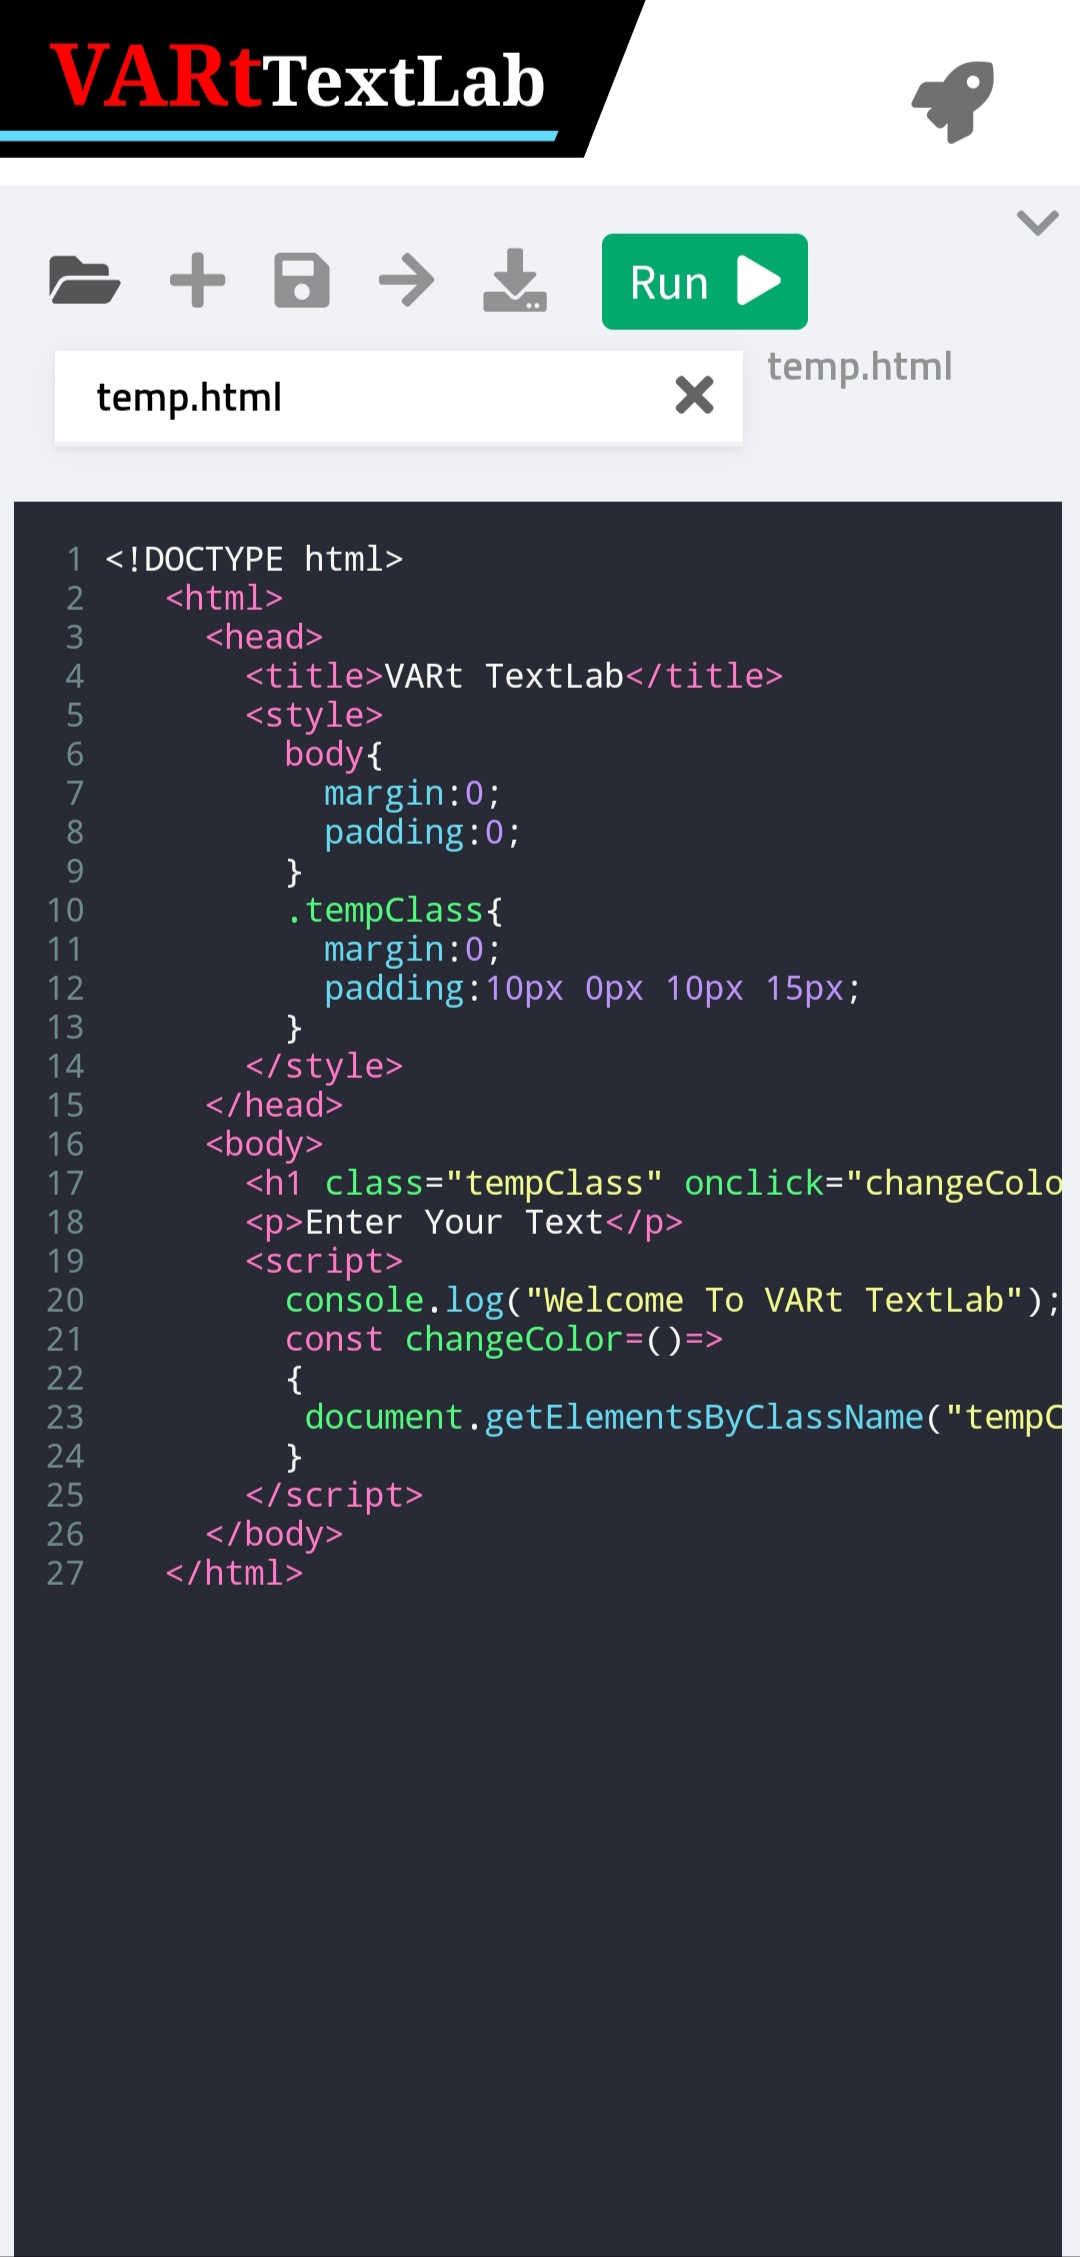 VARtTextLab
Run
temp.html
temp.html
1 <!DOCTYPE html>
2    <html>
3      <head>
4        <title>VARt TextLab</title>
5        <style>
6          body{
7            margin:0;
8            padding:0;
9          }
10          .tempClass{
11            margin:0;
12            padding:10px 0px 10px 15px;
13          }
14        </style>
15      </head>
16      <body>
17        <h1 class="tempClass" onclick="changeColo
18        <p>Enter Your Text</p>
19        <script>
20          console.log("Welcome To VARt TextLab");
21          const changeColor=()=>
22          {
23           document.getElementsByClassName("tempC
24          }
25        </script>
26      </body>
27    </html>